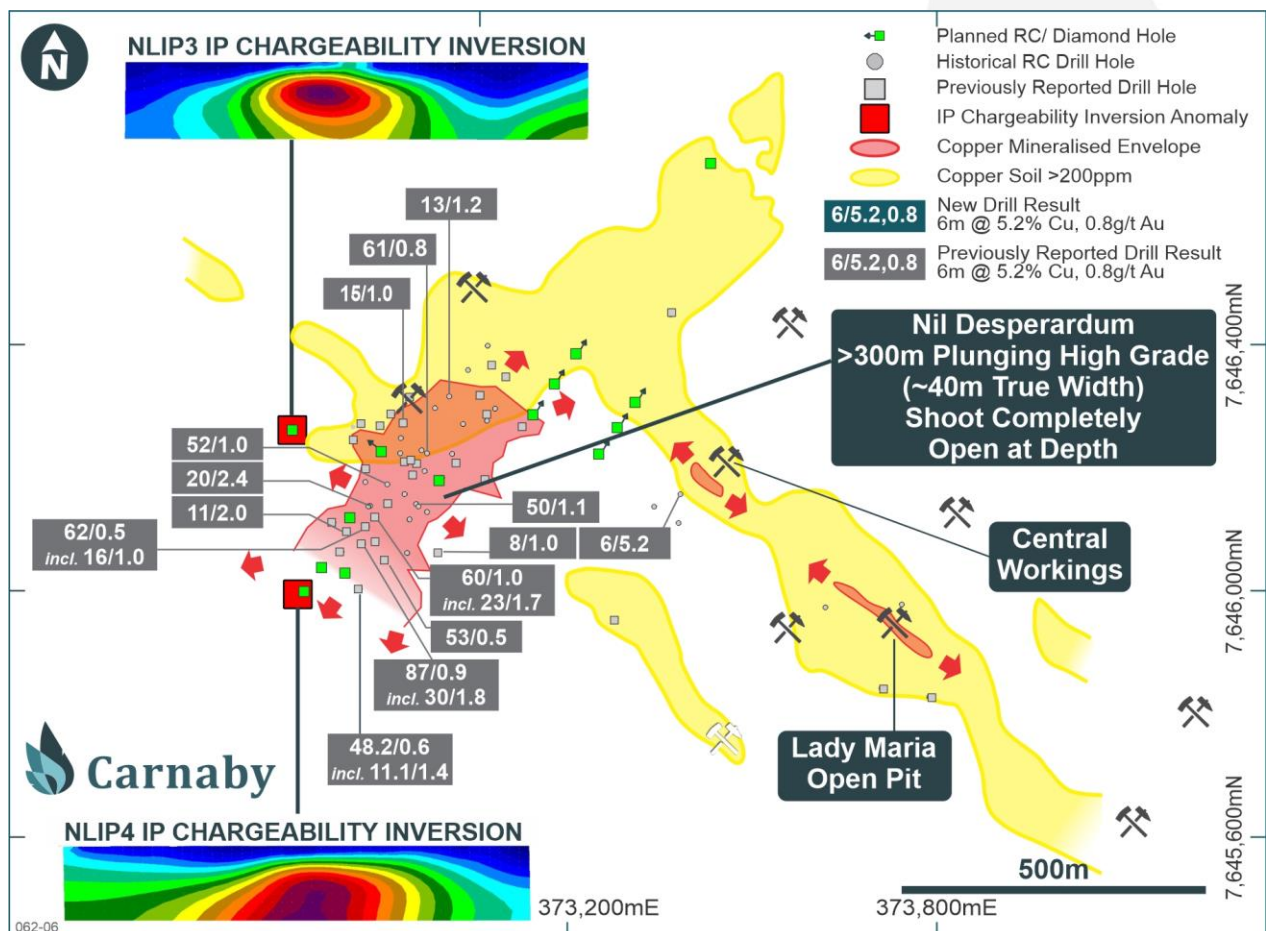 NLIP3 IP CHARGEABILITY INVERSION
N
Planned RC/ Diamond Hole
Historical RC Drill Hole
Previously Reported Drill Hole
IP Chargeability Inversion Anomaly
Copper Mineralised Envelope
Copper Soil >200ppm
6/5.2,0.8
New Drill Result
6m @ 5.2% Cu, 0.8g/t Au
6/5.2,0.8
Previously Reported Drill Result
6m @ 5.2% Cu, 0.8g/t Au
13/1.2
61/0.8
15/1.0
Nil Desperardum
>300m Plunging High Grade
(~40m True Width)
Shoot Completely
Open at Depth
7,646,400mN
52/1.0
20/2.4
11/2.0
62/0.5
incl. 16/1.0
50/1.1
8/1.0
6/5.2
60/1.0
incl. 23/1.7
53/0.5
87/0.9
incl. 30/1.8
48.2/0.6
incl. 11.1/1.4
Central
Workings
7,646,000mN
Lady Maria
Open Pit
Carnaby
NLIP4 IP CHARGEABILITY INVERSION
7,645,600mN
500m
373,200mE
373,800mE
062-06